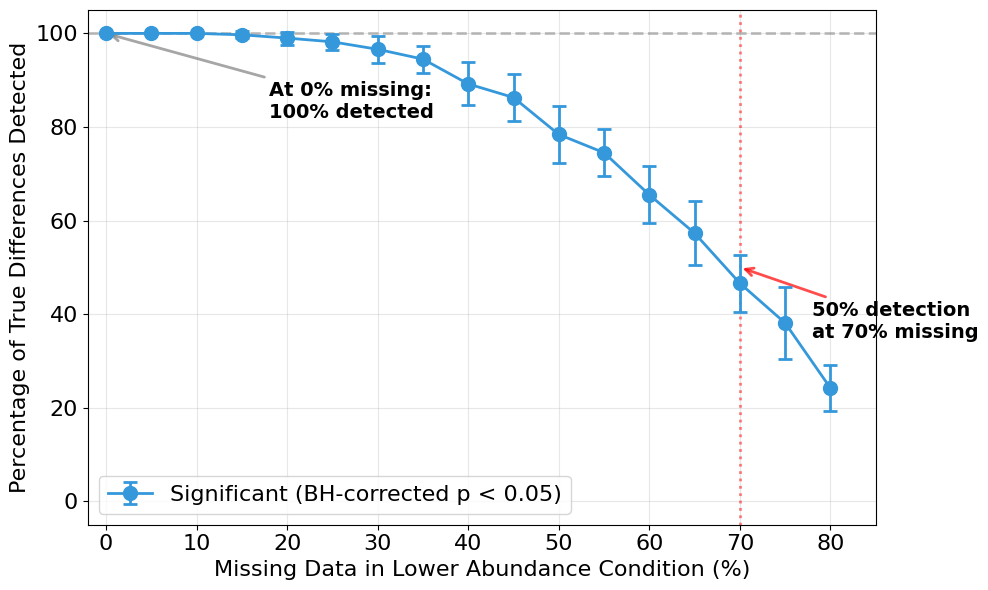 100
80
60
40
20
0
Percentage of True Differences Detected
At 0% missing:
100% detected
50% detection
at 70% missing
Significant (BH-corrected p < 0.05)
0 10 20 30 40 50 60 70 80
Missing Data in Lower Abundance Condition (%)